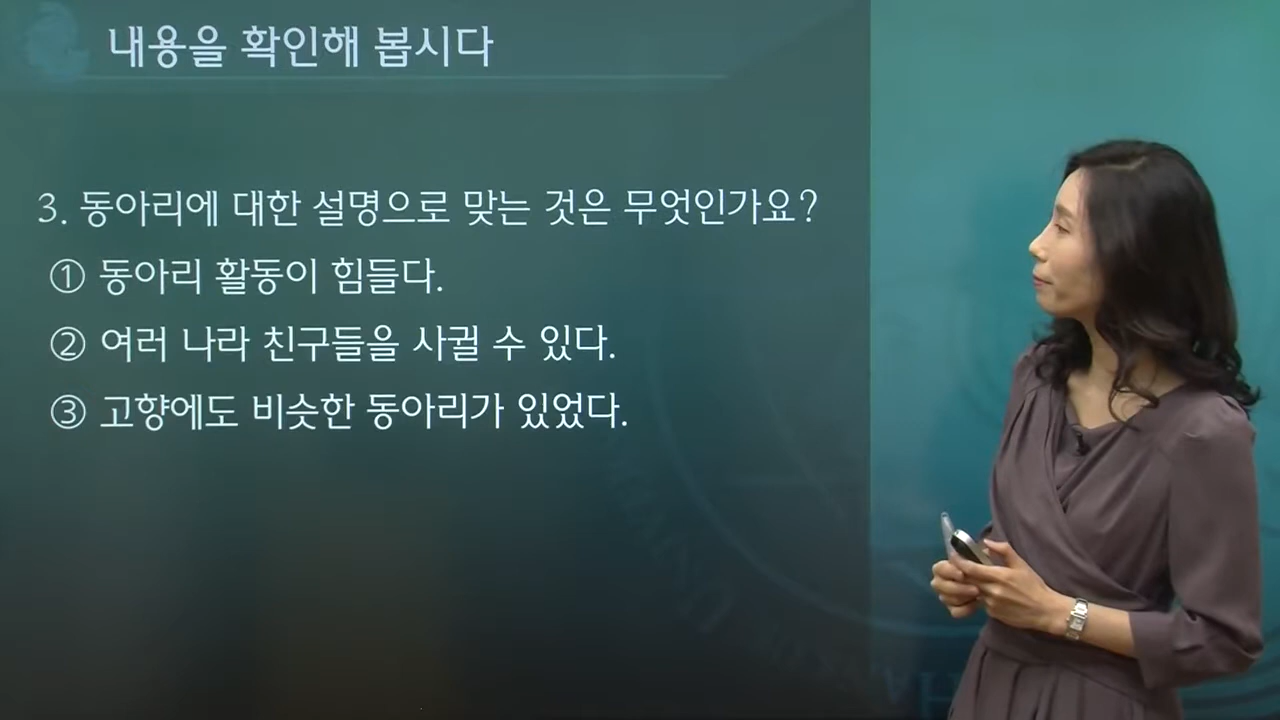 내용을 확인해 봅시다
3. 동아리에 대한 설명으로 맞는 것은 무엇인가요?
① 동아리 활동이 힘들다.
② 여러 나라 친구들을 사귈 수 있다.
③ 고향에도 비슷한 동아리가 있었다.